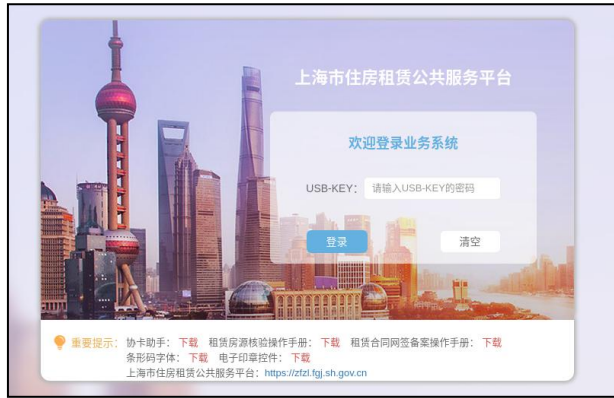 上海市住房租赁公共服务平台
欢迎登录业务系统
USB-KEY： 请输入USB-KEY的密码
登录 清空
重要提示： 协卡助手： 下载 租赁房源核验操作手册： 下载 租赁合同网签备案操作手册： 下载
条形码字体： 下载 电子印章控件： 下载
上海市住房租赁公共服务平台：https://zfzl.fgj.sh.gov.cn